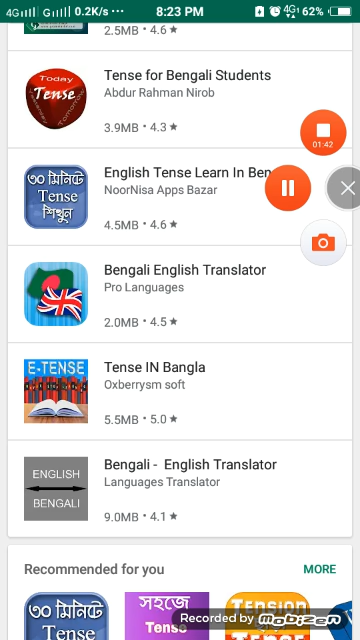 4G G 0.2K/s ... 8:23 PM 4G 62%
2.5MB • 4.6 ★
Today
Tense
Yesterday Tomorrow
Tense for Bengali Students
Abdur Rahman Nirob
3.9MB • 4.3 ★
01:42
৩০ মিনিটে
Tense
শিখুন
English Tense Learn In Ben
NoorNisa Apps Bazar
4.5MB • 4.6 ★
Bengali English Translator
Pro Languages
2.0MB • 4.5 ★
E-TENSE
Tense IN Bangla
Oxberrysm soft
5.5MB • 5.0 ★
ENGLISH
BENGALI
Bengali - English Translator
Languages Translator
9.0MB • 4.1 ★
Recommended for you
MORE
৩০ মিনিটে
Tense
সহজে
Tense
TENSION
Recorded by mobizen